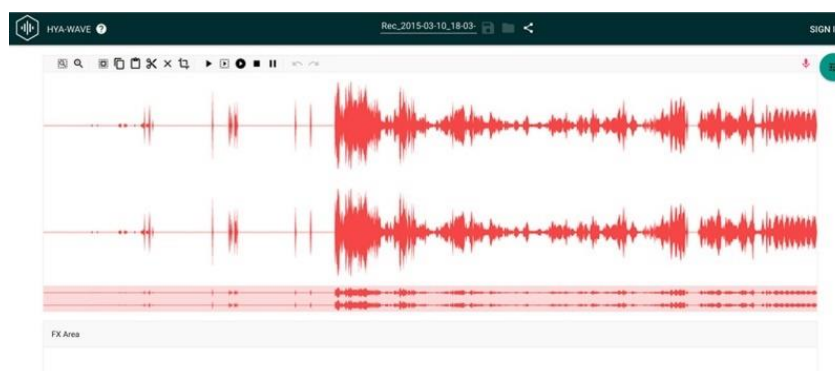 HYA-WAVE ?
Rec_2015-03-10_18-03-
SIGN I
FX Area